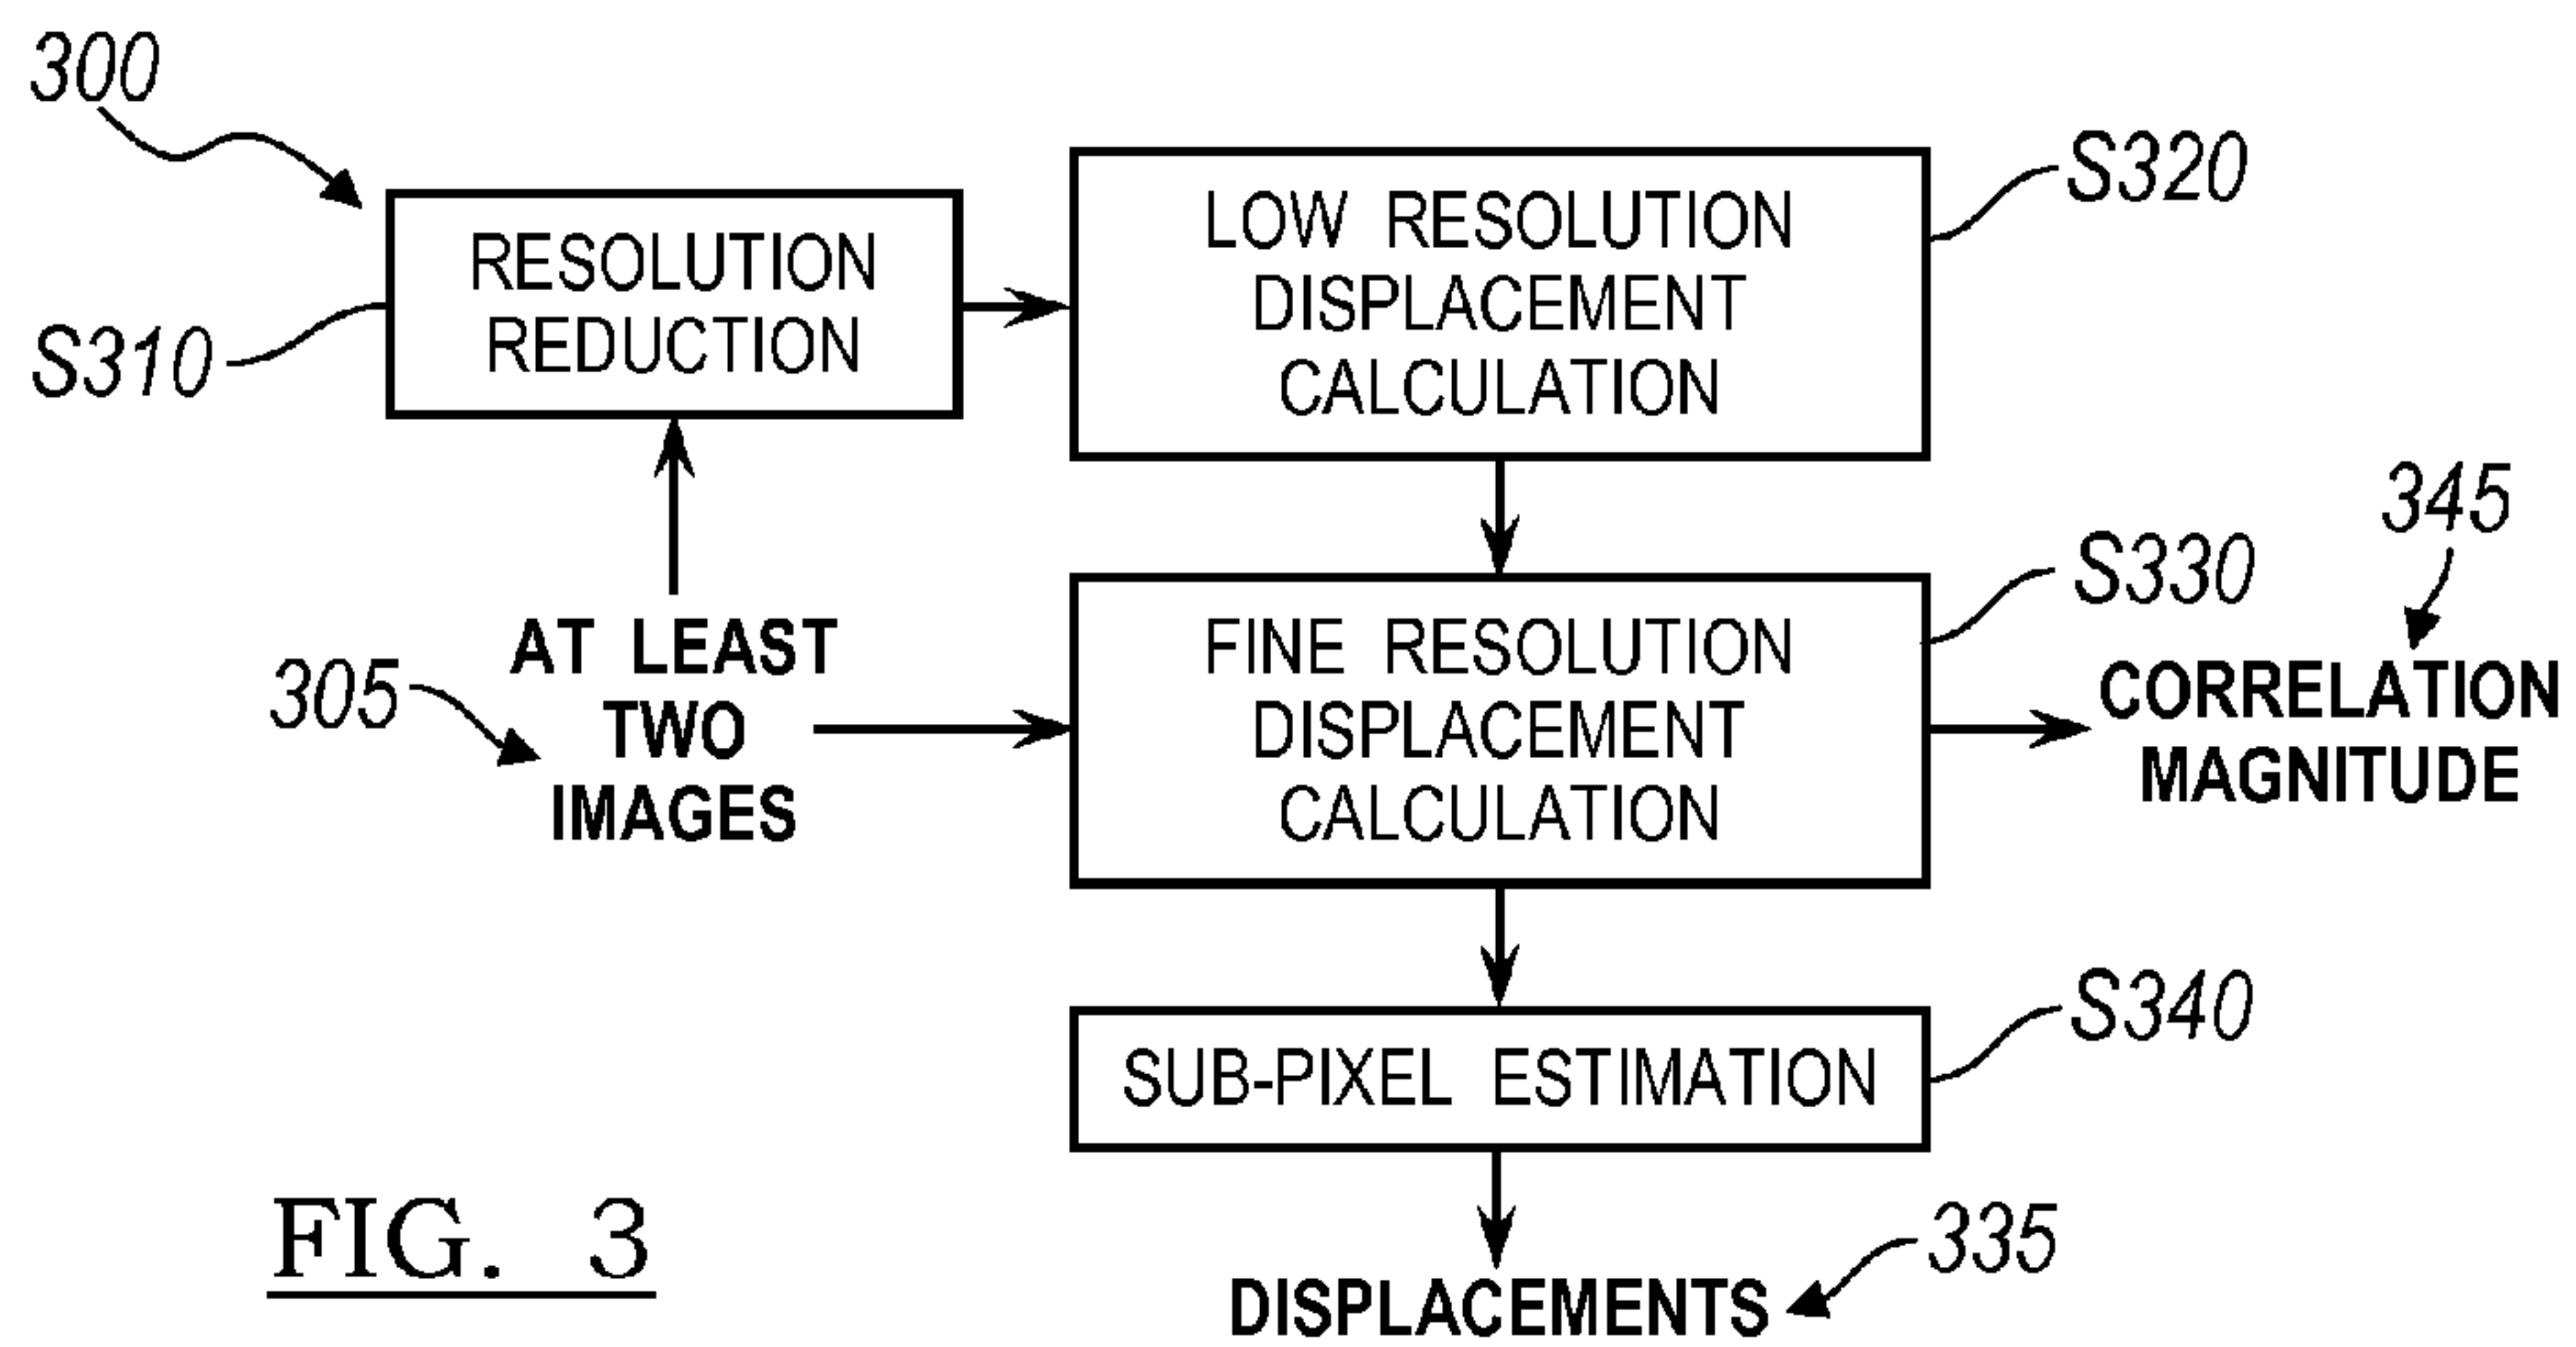 300
S310
RESOLUTION
REDUCTION
LOW RESOLUTION
DISPLACEMENT
CALCULATION
S320
305
AT LEAST
TWO
IMAGES
FINE RESOLUTION
DISPLACEMENT
CALCULATION
S330
345
CORRELATION
MAGNITUDE
SUB-PIXEL ESTIMATION
S340
DISPLACEMENTS
335
FIG. 3